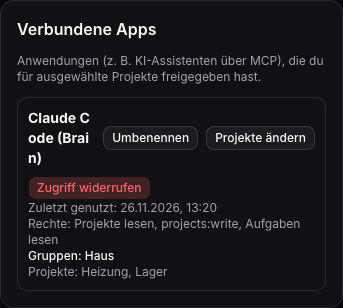 Verbundene Apps
Anwendungen (z. B. KI-Assistenten über MCP), die du
für ausgewählte Projekte freigegeben hast.
Claude C
ode (Brai
n)
Umbenennen
Projekte ändern
Zugriff widerrufen
Zuletzt genutzt: 26.11.2026, 13:20
Rechte: Projekte lesen, projects:write, Aufgaben
lesen
Gruppen: Haus
Projekte: Heizung, Lager